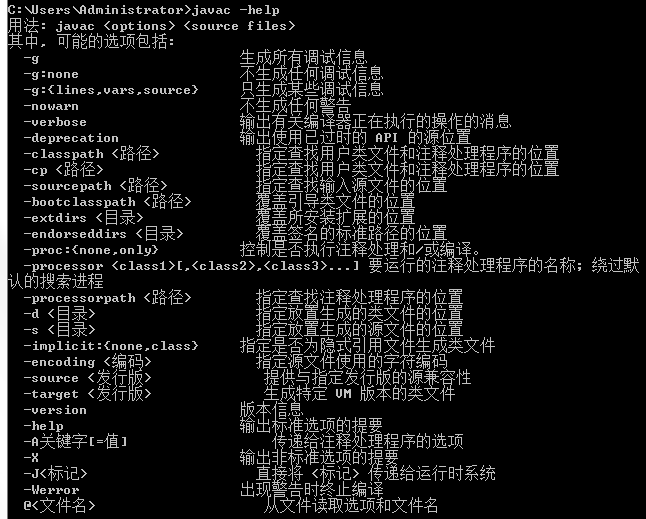 C:\Users\Administrator>javac -help
用法: javac <options> <source files>
其中, 可能的选项包括:
  -g                         生成所有调试信息
  -g:none                    不生成任何调试信息
  -g:{lines,vars,source}     只生成某些调试信息
  -nowarn                    不生成任何警告
  -verbose                   输出有关编译器正在执行的操作的消息
  -deprecation               输出使用已过时的 API 的源位置
  -classpath <路径>            指定查找用户类文件和注释处理程序的位置
  -cp <路径>                   指定查找用户类文件和注释处理程序的位置
  -sourcepath <路径>           指定查找输入源文件的位置
  -bootclasspath <路径>        覆盖引导类文件的位置
  -extdirs <目录>              覆盖所安装扩展的位置
  -endorseddirs <目录>         覆盖签名的标准路径的位置
  -proc:{none,only}          控制是否执行注释处理和/或编译。
  -processor <class1>[,<class2>,<class3>...] 要运行的注释处理程序的名称; 绕过默
认的搜索进程
  -processorpath <路径>        指定查找注释处理程序的位置
  -d <目录>                    指定放置生成的类文件的位置
  -s <目录>                    指定放置生成的源文件的位置
  -implicit:{none,class}     指定是否为隐式引用文件生成类文件
  -encoding <编码>             指定源文件使用的字符编码
  -source <发行版>              提供与指定发行版的源兼容性
  -target <发行版>              生成特定 VM 版本的类文件
  -version                   版本信息
  -help                      输出标准选项的提要
  -A关键字[=值]                  传递给注释处理程序的选项
  -X                         输出非标准选项的提要
  -J<标记>                     直接将 <标记> 传递给运行时系统
  -Werror                    出现警告时终止编译
  @<文件名>                     从文件读取选项和文件名